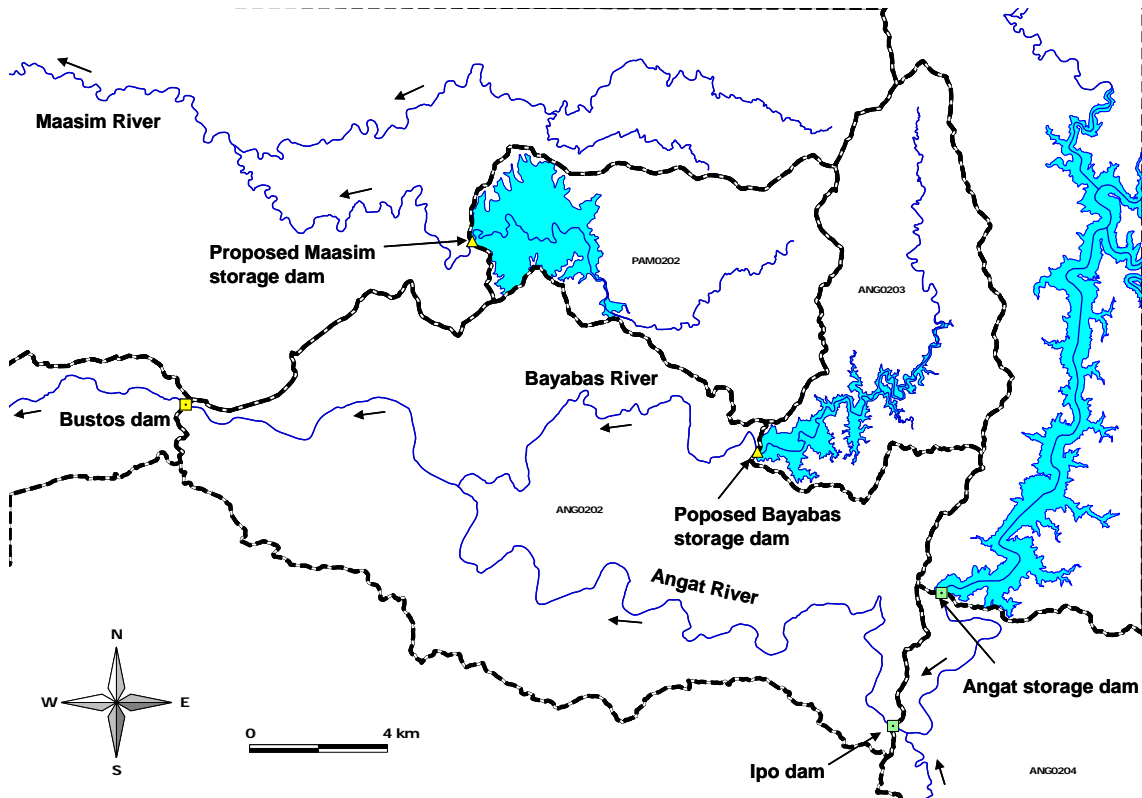 Maasim River
Proposed Maasim
storage dam
PAM0202
ANG0203
Bayabas River
Bustos dam
ANG0202
Poposed Bayabas
storage dam
Angat River
N
W
E
S
0
4 km
Angat storage dam
Ipo dam
ANG0204